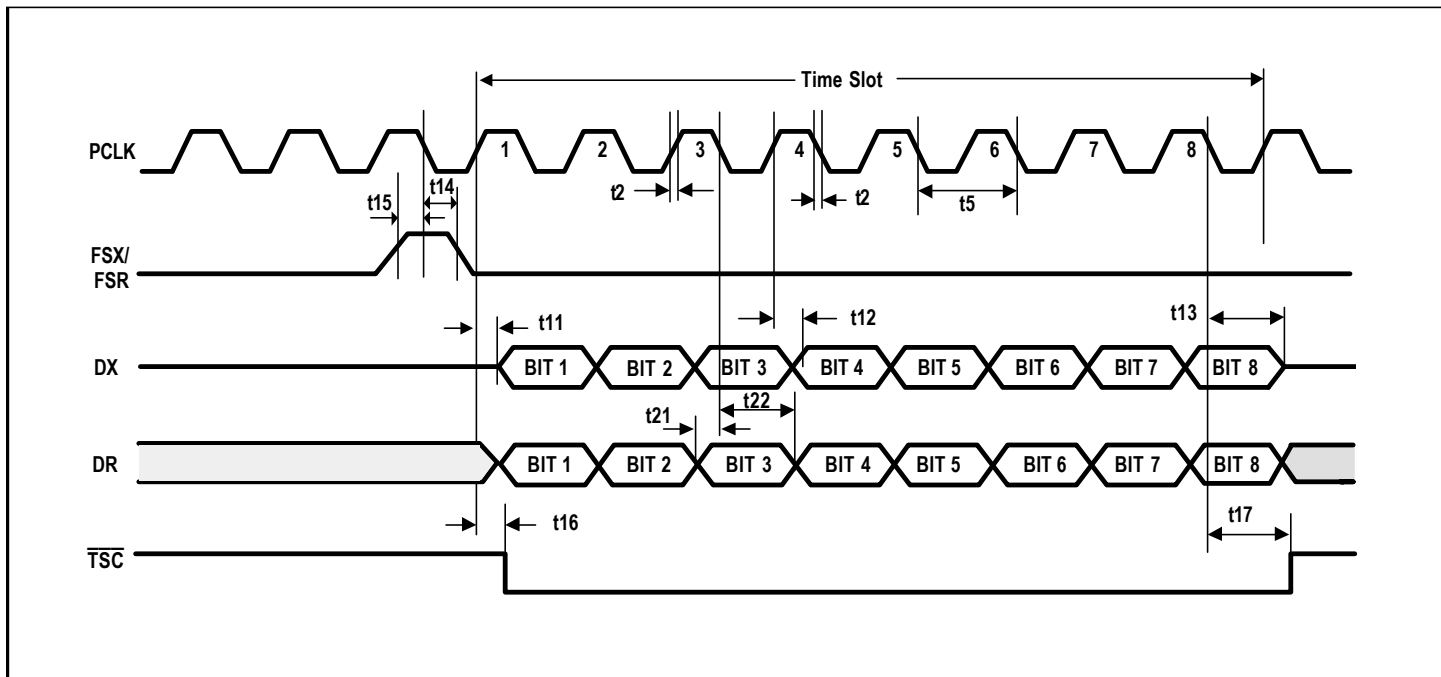 Time Slot
PCLK
1
2
3
4
5
6
7
8
t15
t14
t2
t2
t5
FSX/
FSR
t11
t12
t13
DX
BIT 1
BIT 2
BIT 3
BIT 4
BIT 5
BIT 6
BIT 7
BIT 8
t21
t22
DR
BIT 1
BIT 2
BIT 3
BIT 4
BIT 5
BIT 6
BIT 7
BIT 8
t16
t17
TSC